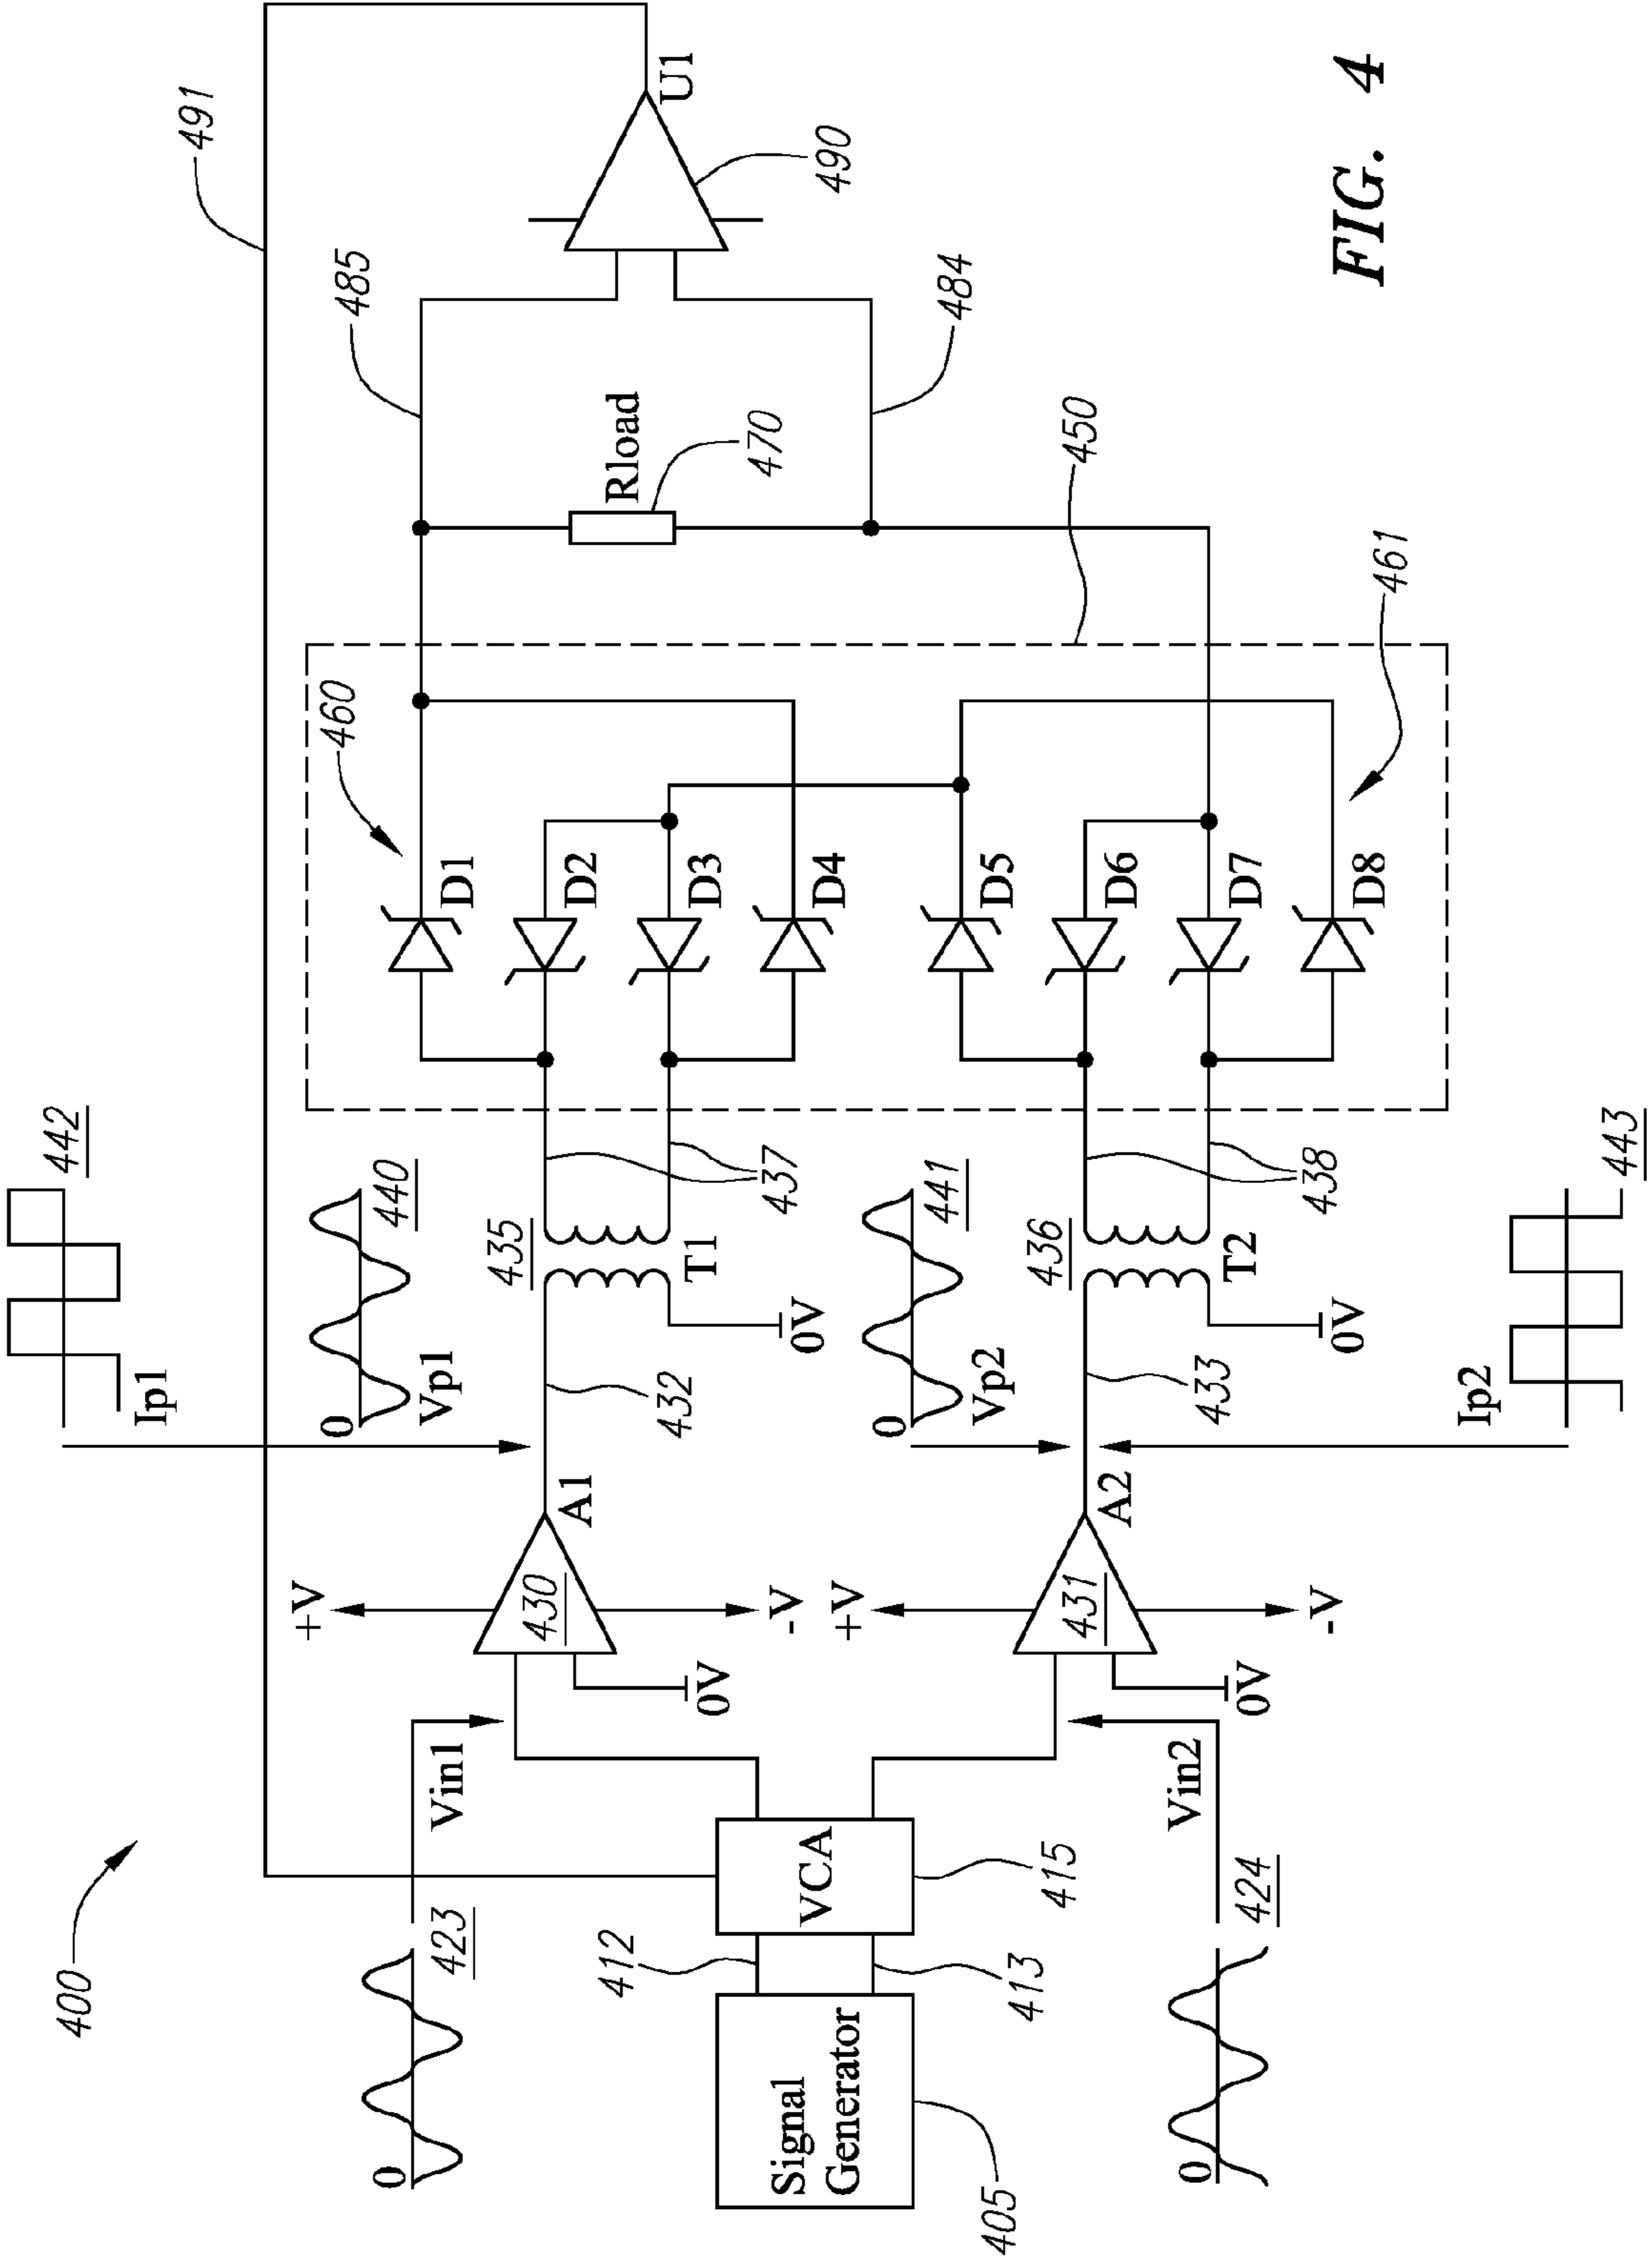 400
491
442
Ip1
0
Vp1
440
423
0
Vin1
+V
430
-V
0V
A1
432
435
T1
0V
437
460
D1
D2
D3
D4
485
Rload
470
484
490
U1
Signal
Generator
405
412
413
VCA
415
0
Vp2
441
+V
431
-V
0V
A2
433
436
T2
0V
438
D5
D6
D7
D8
450
461
0
424
Vin2
Ip2
443
FIG. 4